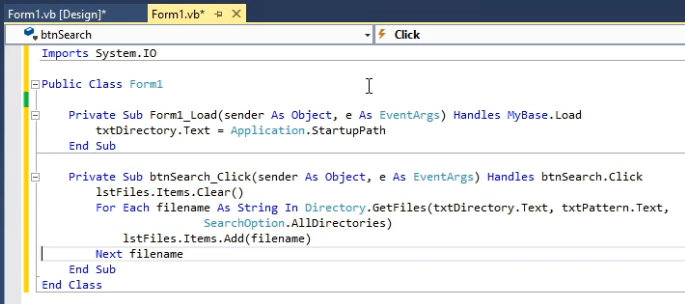 Form1.vb [Design]* Form1.vb*
btnSearch Click
Imports System.IO
Public Class Form1
Private Sub Form1_Load(sender As Object, e As EventArgs) Handles MyBase.Load
txtDirectory.Text = Application.StartupPath
End Sub
Private Sub btnSearch_Click(sender As Object, e As EventArgs) Handles btnSearch.Click
lstFiles.Items.Clear()
For Each filename As String In Directory.GetFiles(txtDirectory.Text, txtPattern.Text,
SearchOption.AllDirectories)
lstFiles.Items.Add(filename)
Next filename
End Sub
End Class